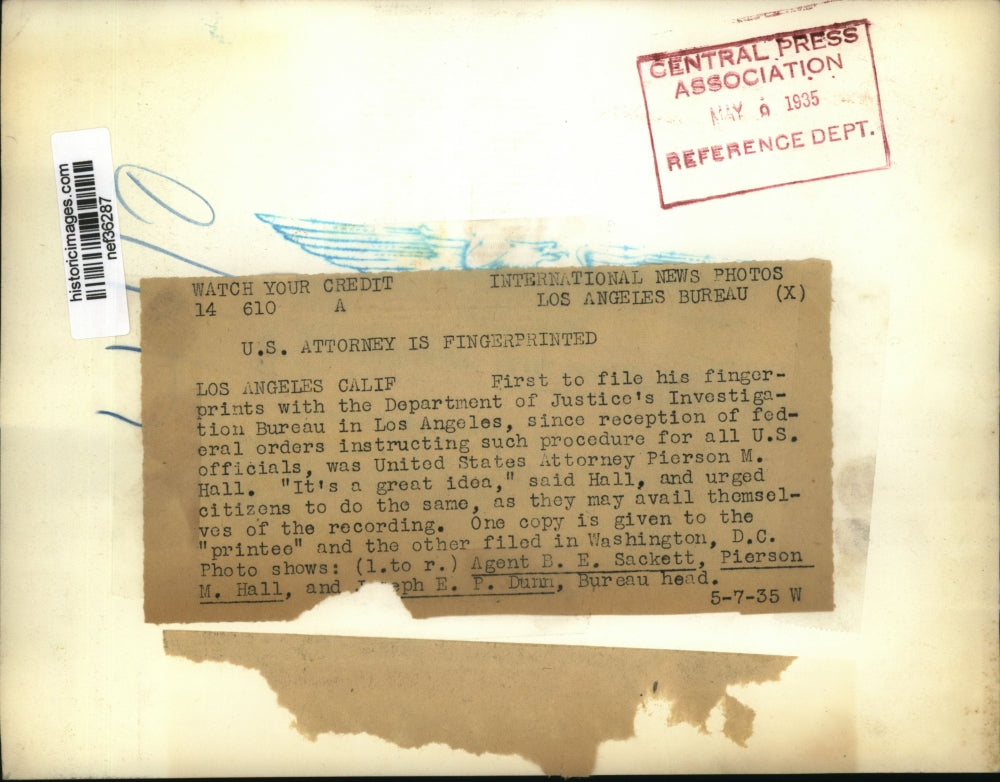 CENTRAL PRESS
ASSOCIATION
MAY 9 1935
REFERENCE DEPT.
historicimages.com
nef36287
WATCH YOUR CREDIT INTERNATIONAL NEWS PHOTOS
14 610 A LOS ANGELES BUREAU (X)
U.S. ATTORNEY IS FINGERPRINTED
LOS ANGELES CALIF First to file his finger-
prints with the Department of Justice's Investiga-
tion Bureau in Los Angeles, since reception of fed-
eral orders instructing such procedure for all U.S.
officials, was United States Attorney Pierson M.
Hall. "It's a great idea," said Hall, and urged
citizens to do the same, as they may avail themsel-
ves of the recording. One copy is given to the
"printee" and the other filed in Washington, D.C.
Photo shows: (l.to r.) Agent B. E. Sackett, Pierson
M. Hall, and eph E. P. Dunn, Bureau head.
5-7-35 W